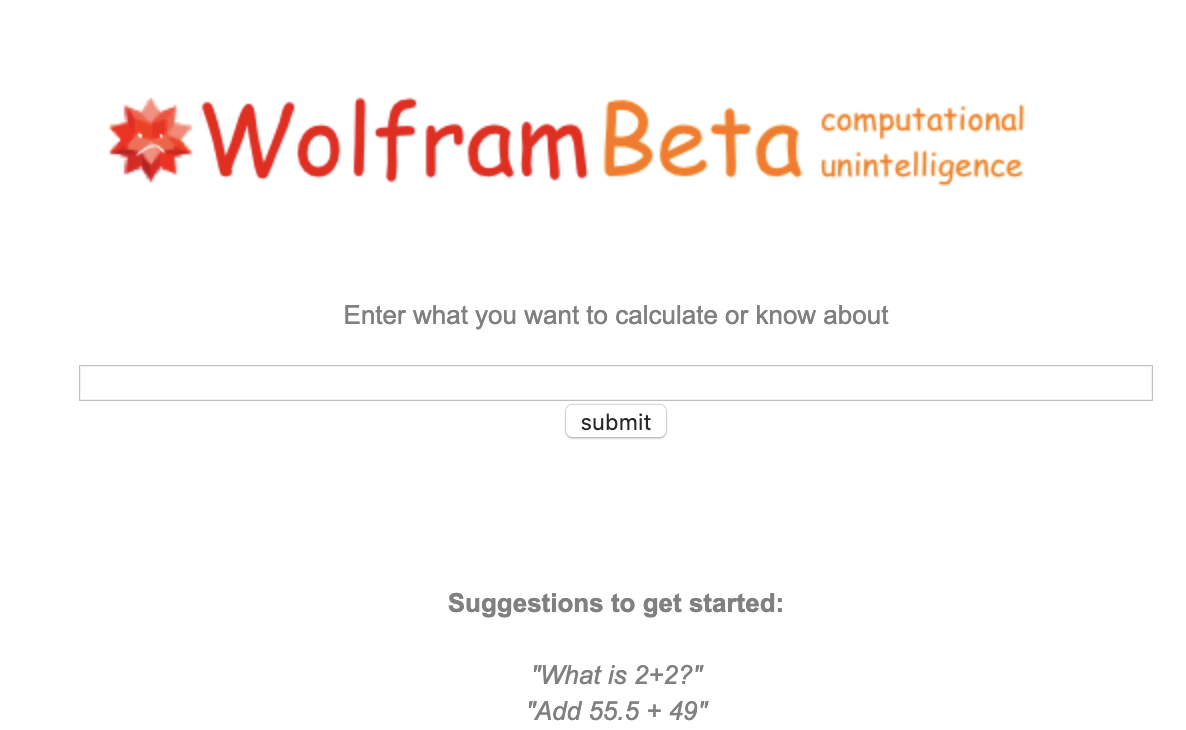 WolframBeta computational
unintelligence
Enter what you want to calculate or know about
submit
Suggestions to get started:
"What is 2+2?"
"Add 55.5 + 49"